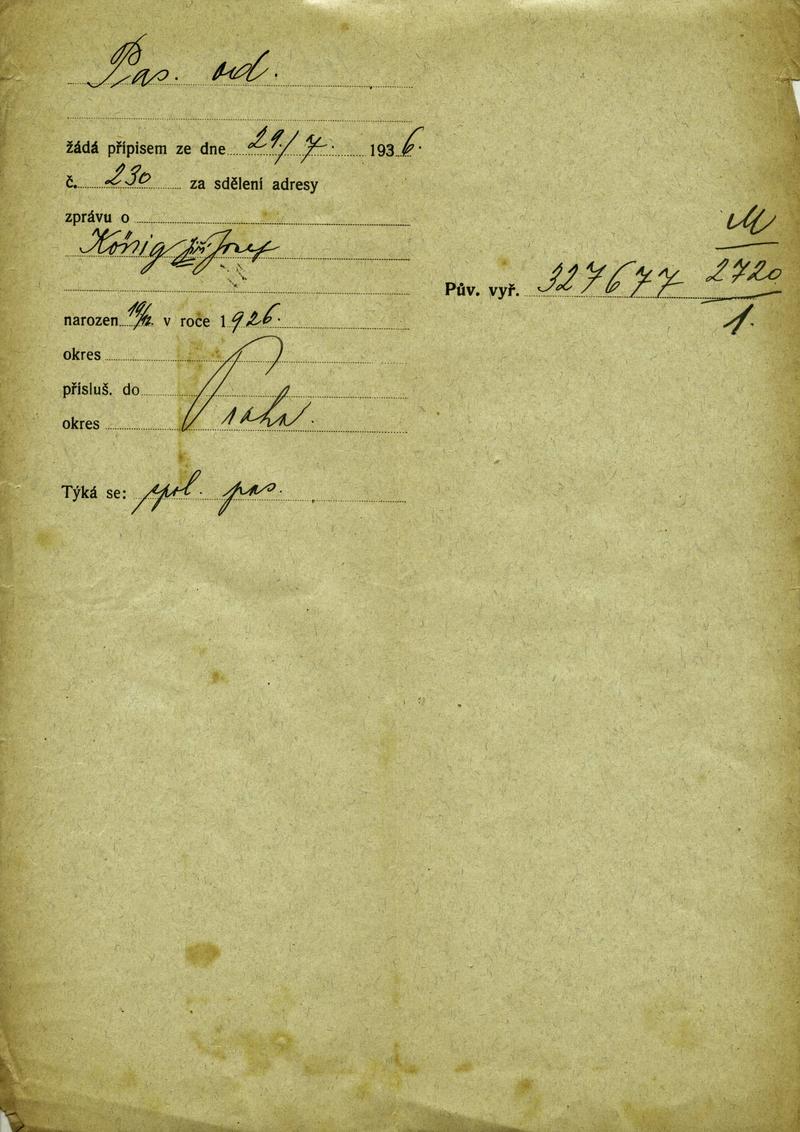 Pas. od.
žádá přípisem ze dne 29/7. 1936.
č. 230 za sdělení adresy
zprávu o
König Josef
M
Pův. vyř. 327677 2720
1.
narozen 19/12. v roce 1926.
okres
přísluš. do
okres Praha.
Týká se: spol. pas.